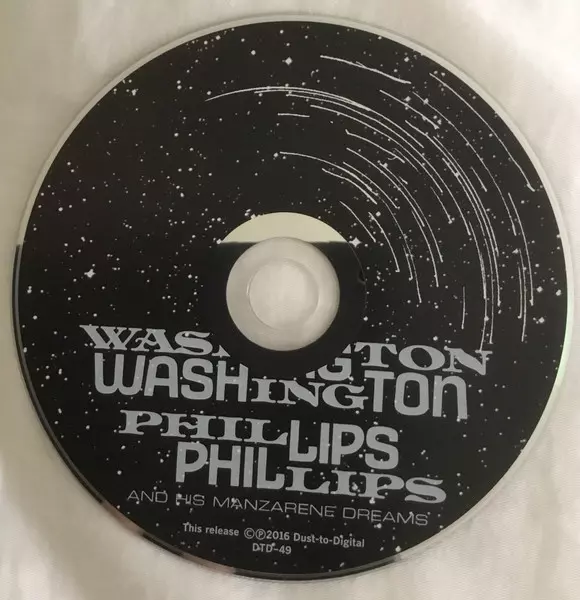 WASHINGTON
WASHINGTON
PHILLIPS
PHILLIPS
AND HIS MANZARENE DREAMS
This release ©℗2016 Dust-to-Digital
DTD-49